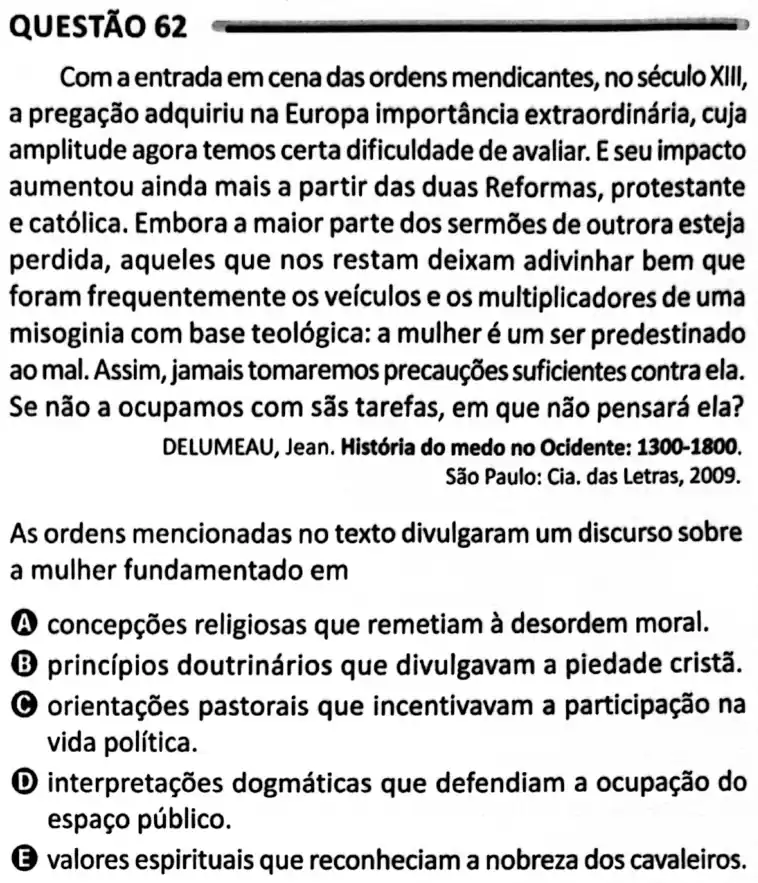 QUESTÃO 62
Com a entrada em cena das ordens mendicantes, no século XIII,
a pregação adquiriu na Europa importância extraordinária, cuja
amplitude agora temos certa dificuldade de avaliar. E seu impacto
aumentou ainda mais a partir das duas Reformas, protestante
e católica. Embora a maior parte dos sermões de outrora esteja
perdida, aqueles que nos restam deixam adivinhar bem que
foram frequentemente os veículos e os multiplicadores de uma
misoginia com base teológica: a mulher é um ser predestinado
ao mal. Assim, jamais tomaremos precauções suficientes contra ela.
Se não a ocupamos com sãs tarefas, em que não pensará ela?
DELUMEAU, Jean. História do medo no Ocidente: 1300-1800.
São Paulo: Cia. das Letras, 2009.
As ordens mencionadas no texto divulgaram um discurso sobre
a mulher fundamentado em
A concepções religiosas que remetiam à desordem moral.
B princípios doutrinários que divulgavam a piedade cristã.
C orientações pastorais que incentivavam a participação na
vida política.
D interpretações dogmáticas que defendiam a ocupação do
espaço público.
E valores espirituais que reconheciam a nobreza dos cavaleiros.